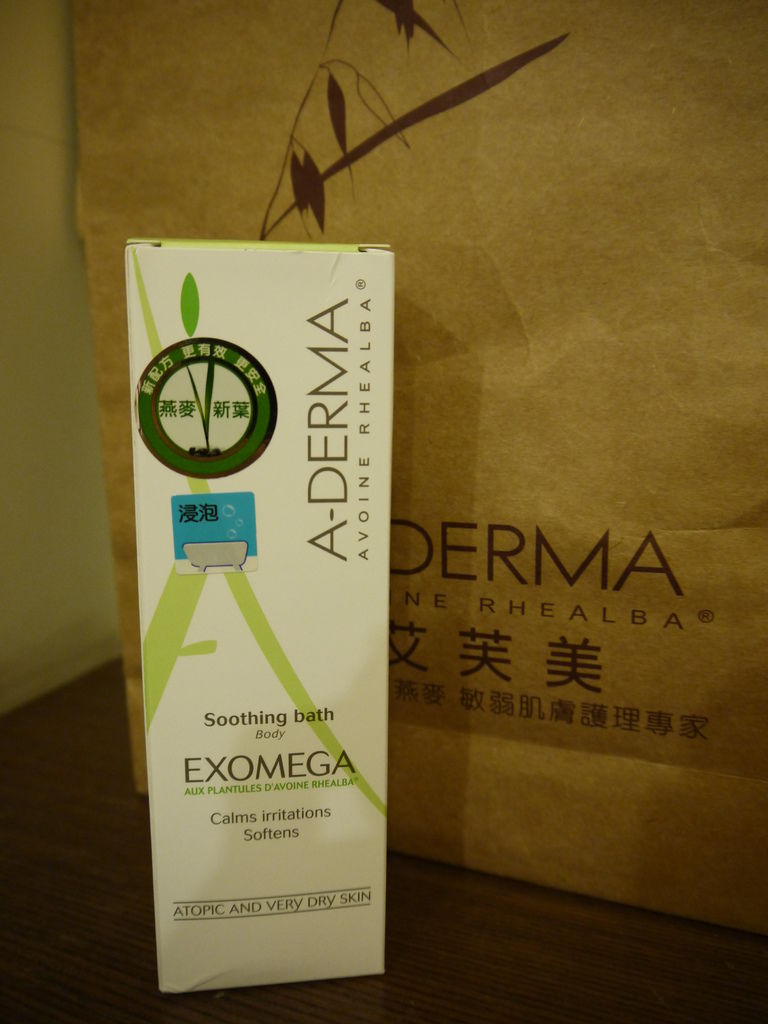 A-DERMA®
AVOINE RHEALBA®
新配方 更有效 更安全
燕麥新葉
浸泡
Soothing bath
Body
EXOMEGA
AUX PLANTULES D'AVOINE RHEALBA®
Calms irritations
Softens
ATOPIC AND VERY DRY SKIN
DERMA
NE RHEALBA®
艾芙美
燕麥 敏弱肌膚護理專家